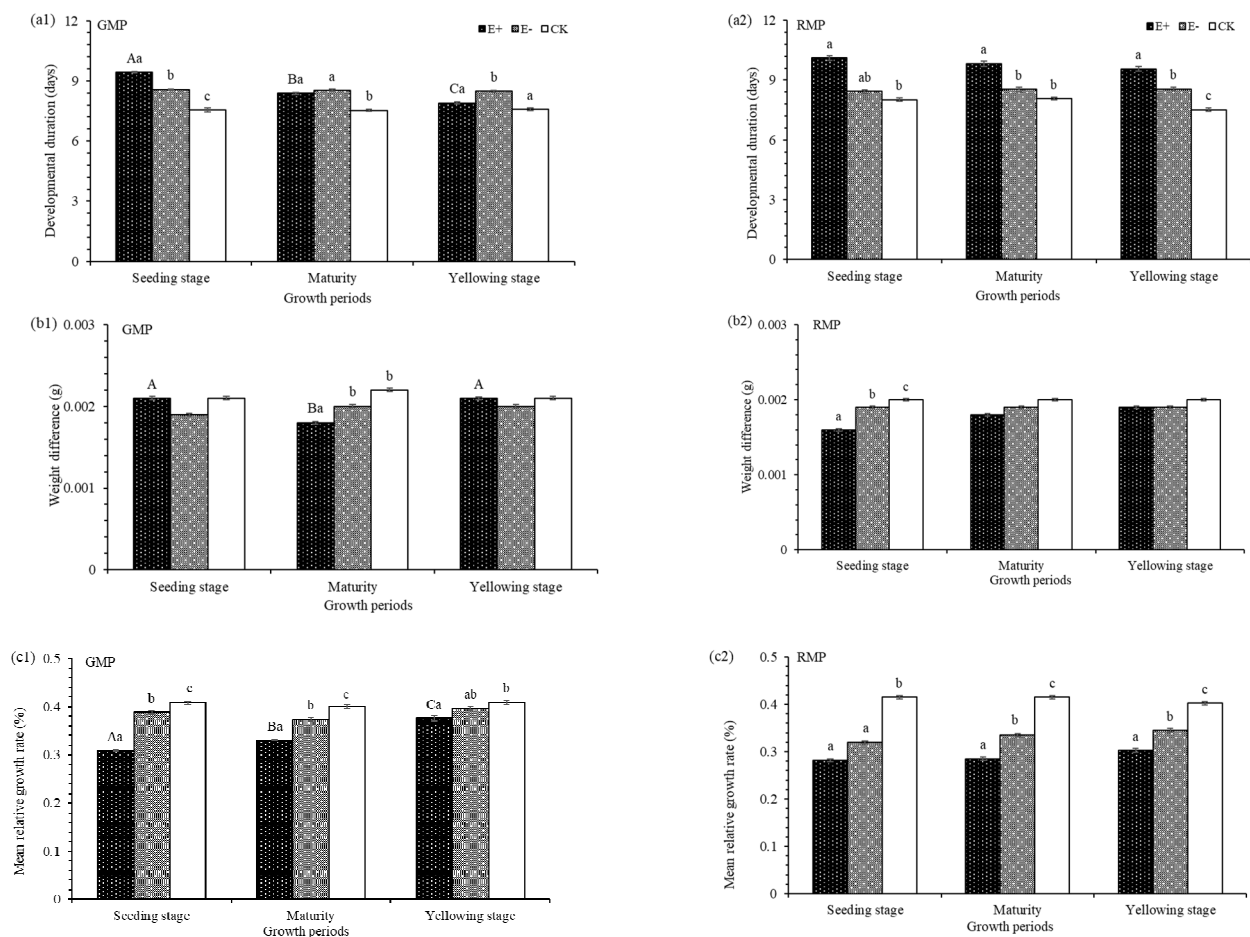 (a1)
GMP
E+ E- CK
Developmental duration (days)
12
9
6
3
0
Aa b c
Ba a b
Ca b a
Seeding stage Maturity Yellowing stage
Growth periods
(a2)
RMP
E+ E- CK
Developmental duration (days)
12
9
6
3
0
a ab b
a b b
a b c
Seeding stage Maturity Yellowing stage
Growth periods
(b1)
GMP
Weight difference (g)
0.003
0.002
0.001
0
A
Ba b b
A
Seeding stage Maturity Yellowing stage
Growth periods
(b2)
RMP
Weight difference (g)
0.003
0.002
0.001
0
a b c
Seeding stage Maturity Yellowing stage
Growth periods
(c1)
GMP
Mean relative growth rate (%)
0.5
0.4
0.3
0.2
0.1
0
Aa b c
Ba b c
Ca ab b
Seeding stage Maturity Yellowing stage
Growth periods
(c2)
RMP
Mean relative growth rate (%)
0.5
0.4
0.3
0.2
0.1
0
a a b
a b c
a b c
Seeding stage Maturity Yellowing stage
Growth periods